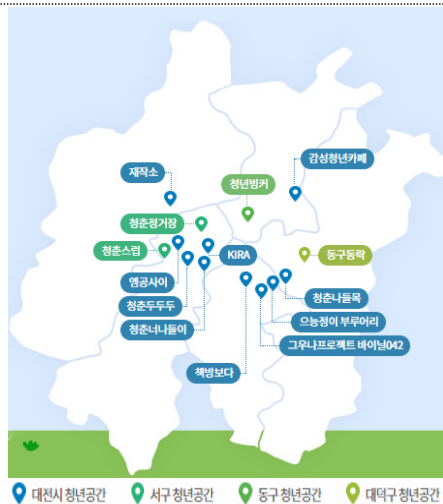 감성청년카페
재작소
청년벙커
청춘정거장
청춘스럽
KIRA
동구동락
앰공사이
청춘두두두
청춘나들목
청춘너나들이
으능정이 부루어리
그우나프로젝트 바이닐042
책방보다
대전시 청년공간
서구 청년공간
동구 청년공간
대덕구 청년공간